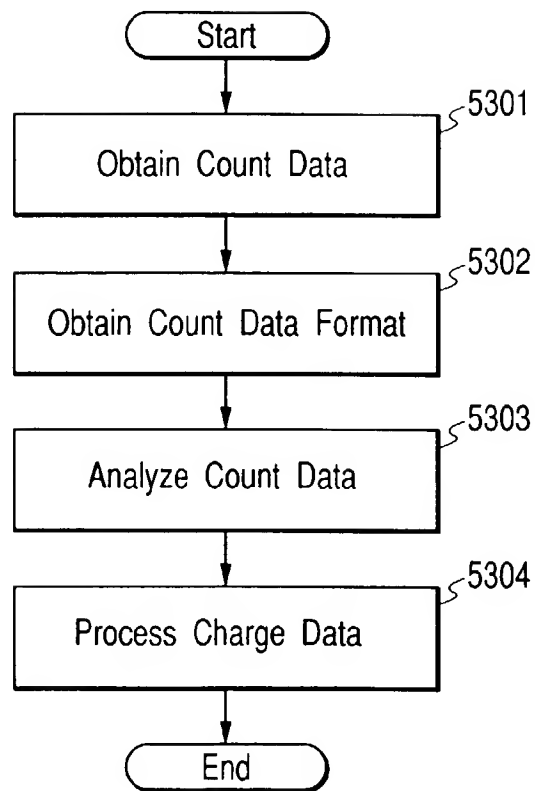 Start
5301
Obtain Count Data
5302
Obtain Count Data Format
5303
Analyze Count Data
5304
Process Charge Data
End